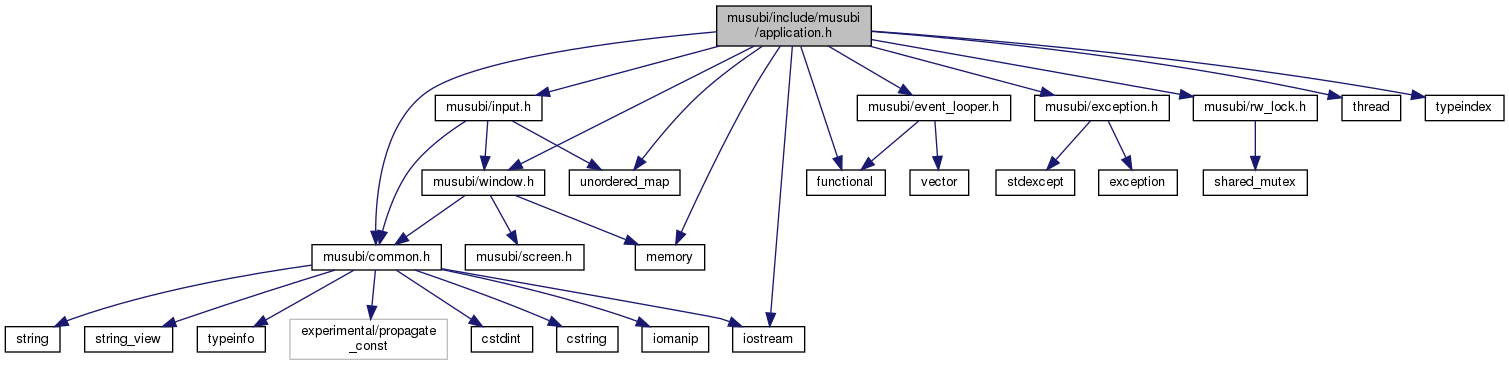 musubi/include/musubi
/application.h
musubi/input.h
musubi/event_looper.h
musubi/exception.h
musubi/rw_lock.h
thread
typeindex
musubi/window.h
unordered_map
functional
vector
stdexcept
exception
shared_mutex
musubi/common.h
musubi/screen.h
memory
string
string_view
typeinfo
experimental/propagate
_const
cstdint
cstring
iomanip
iostream